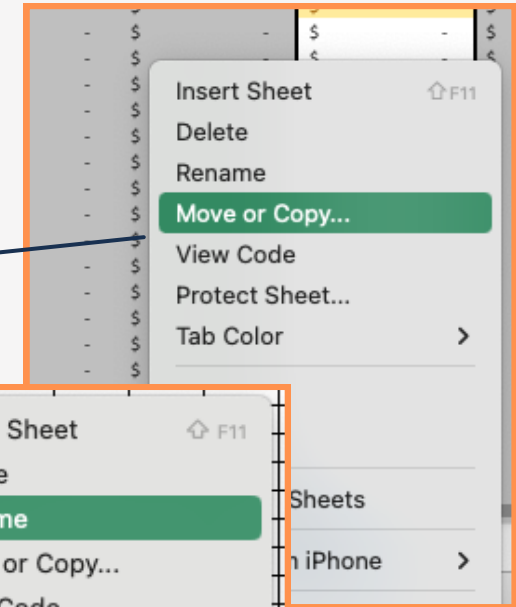 - $ - $ - $
- $ $ - $
- $ - $
- $
Insert Sheet ⇧F11
- $
Delete
- $
Rename
- $
Move or Copy...
- $
View Code
- $
Protect Sheet...
- $
Tab Color >
- $
- $
- $
Sheet ⇧ F11
Sheets
or Copy...
iPhone >